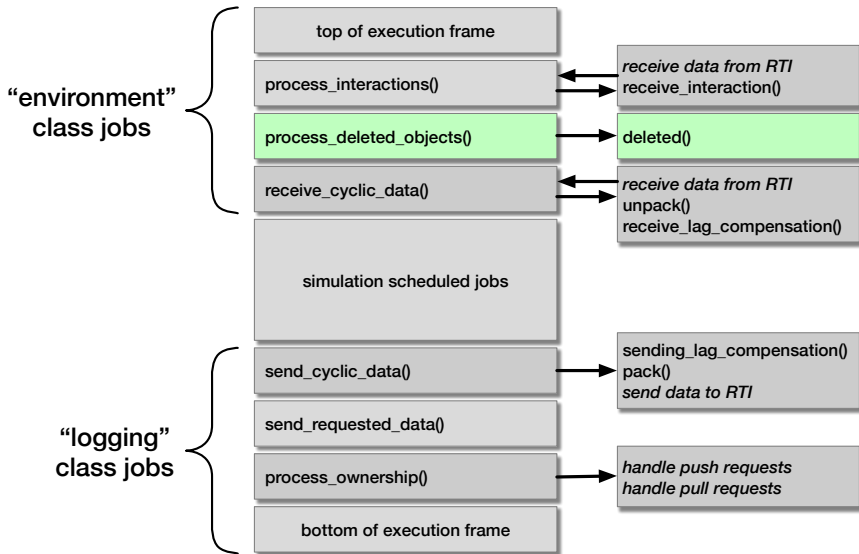 top of execution frame
“environment”
class jobs
process_interactions()
receive data from RTI
receive_interaction()
process_deleted_objects()
deleted()
receive_cyclic_data()
receive data from RTI
unpack()
receive_lag_compensation()
simulation scheduled jobs
“logging”
class jobs
send_cyclic_data()
sending_lag_compensation()
pack()
send data to RTI
send_requested_data()
process_ownership()
handle push requests
handle pull requests
bottom of execution frame